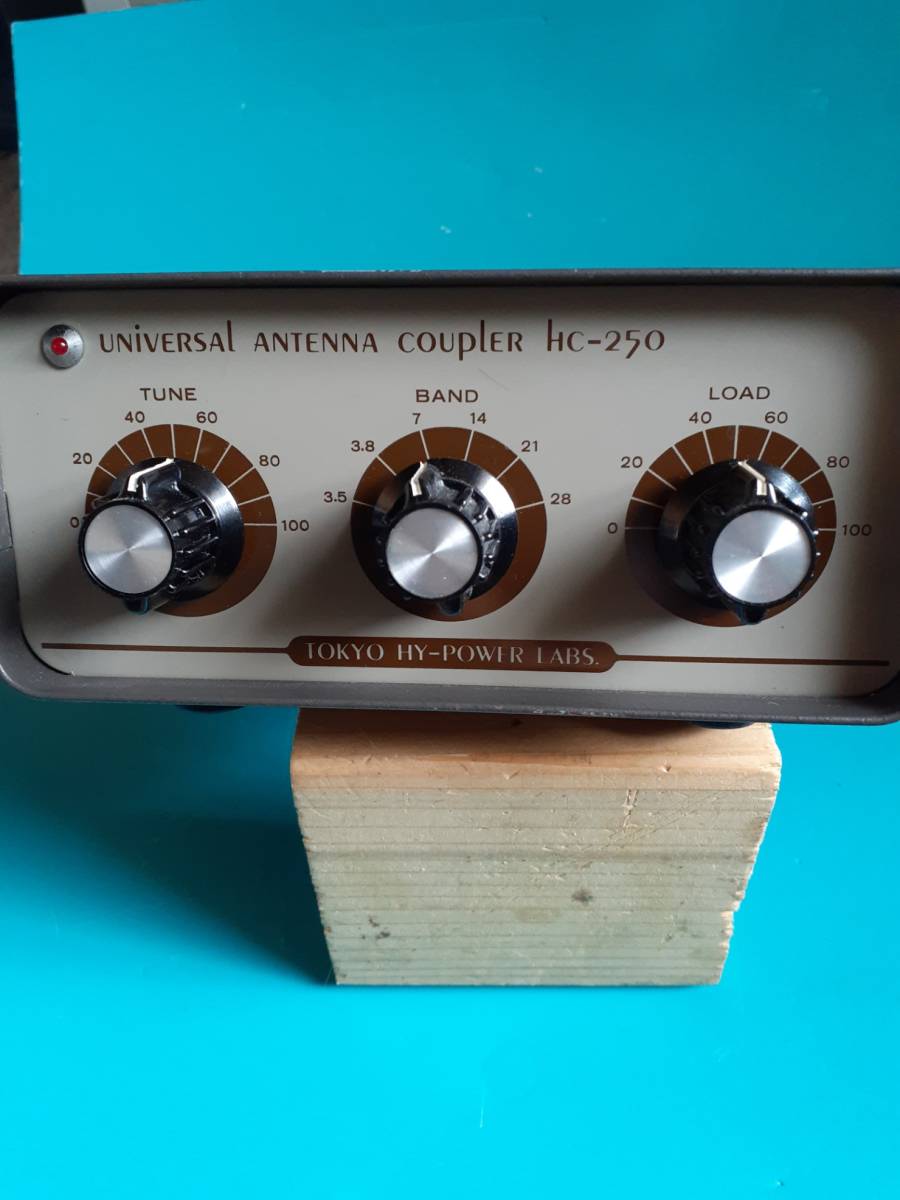 UNIVERSAL ANTENNA COUPLER HC-250
TUNE
0 20 40 60 80 100
BAND
3.5 3.8 7 14 21 28
LOAD
0 20 40 60 80 100
TOKYO HY-POWER LABS.